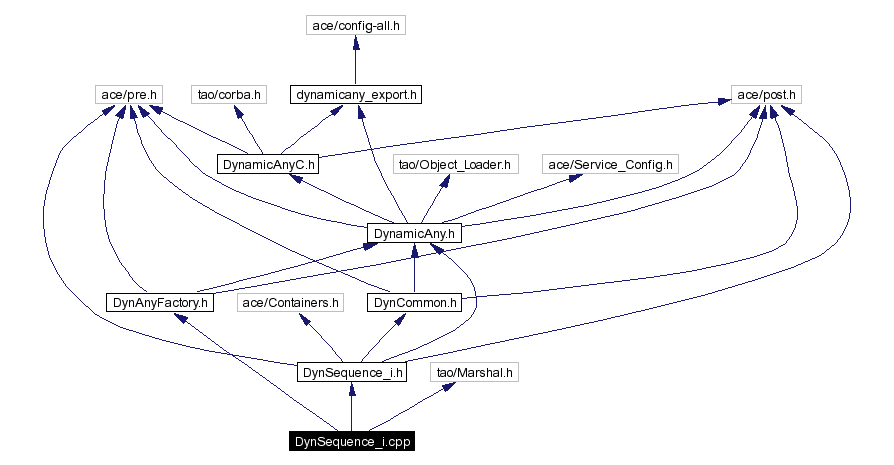 ace/config-all.h
ace/pre.h
tao/corba.h
dynamicany_export.h
ace/post.h
DynamicAnyC.h
tao/Object_Loader.h
ace/Service_Config.h
DynamicAny.h
DynAnyFactory.h
ace/Containers.h
DynCommon.h
DynSequence_i.h
tao/Marshal.h
DynSequence_i.cpp